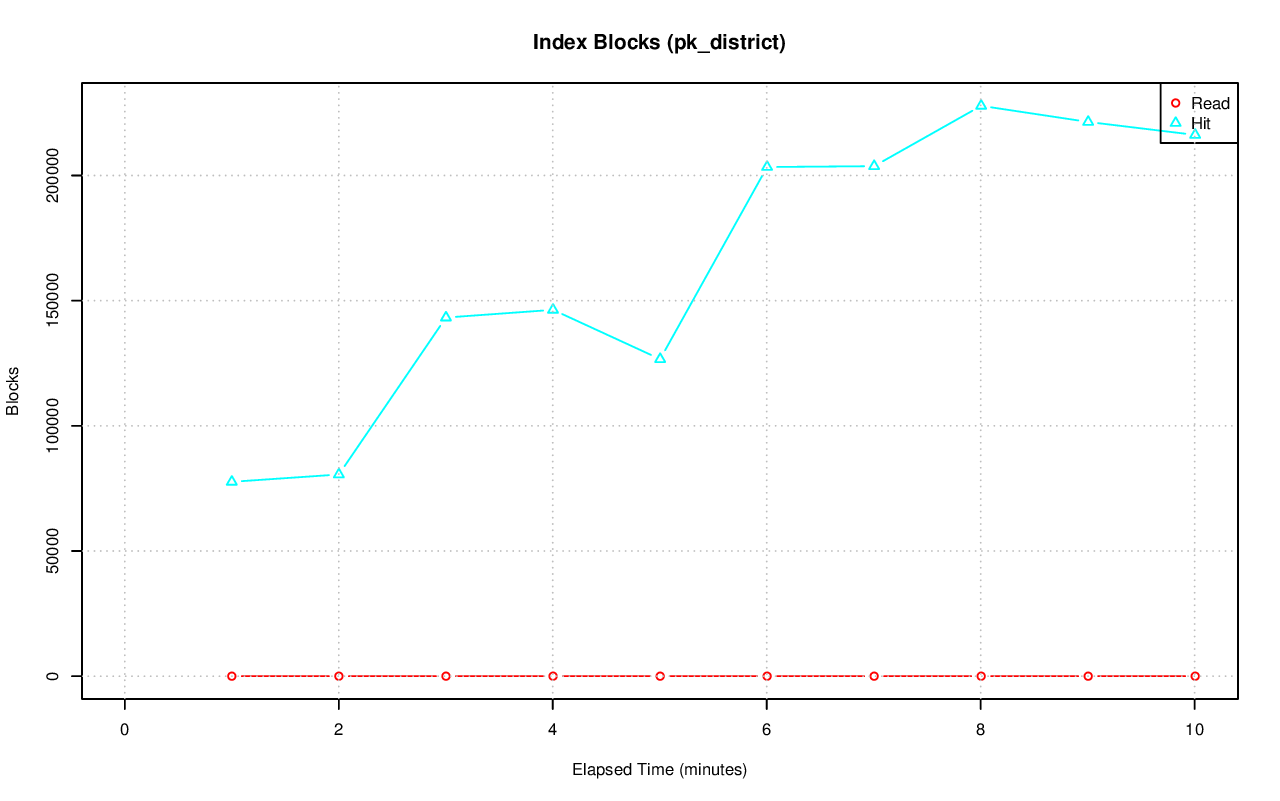 Index Blocks (pk_district)
Read
Hit
Blocks
200000
150000
100000
50000
0
0 2 4 6 8 10
Elapsed Time (minutes)